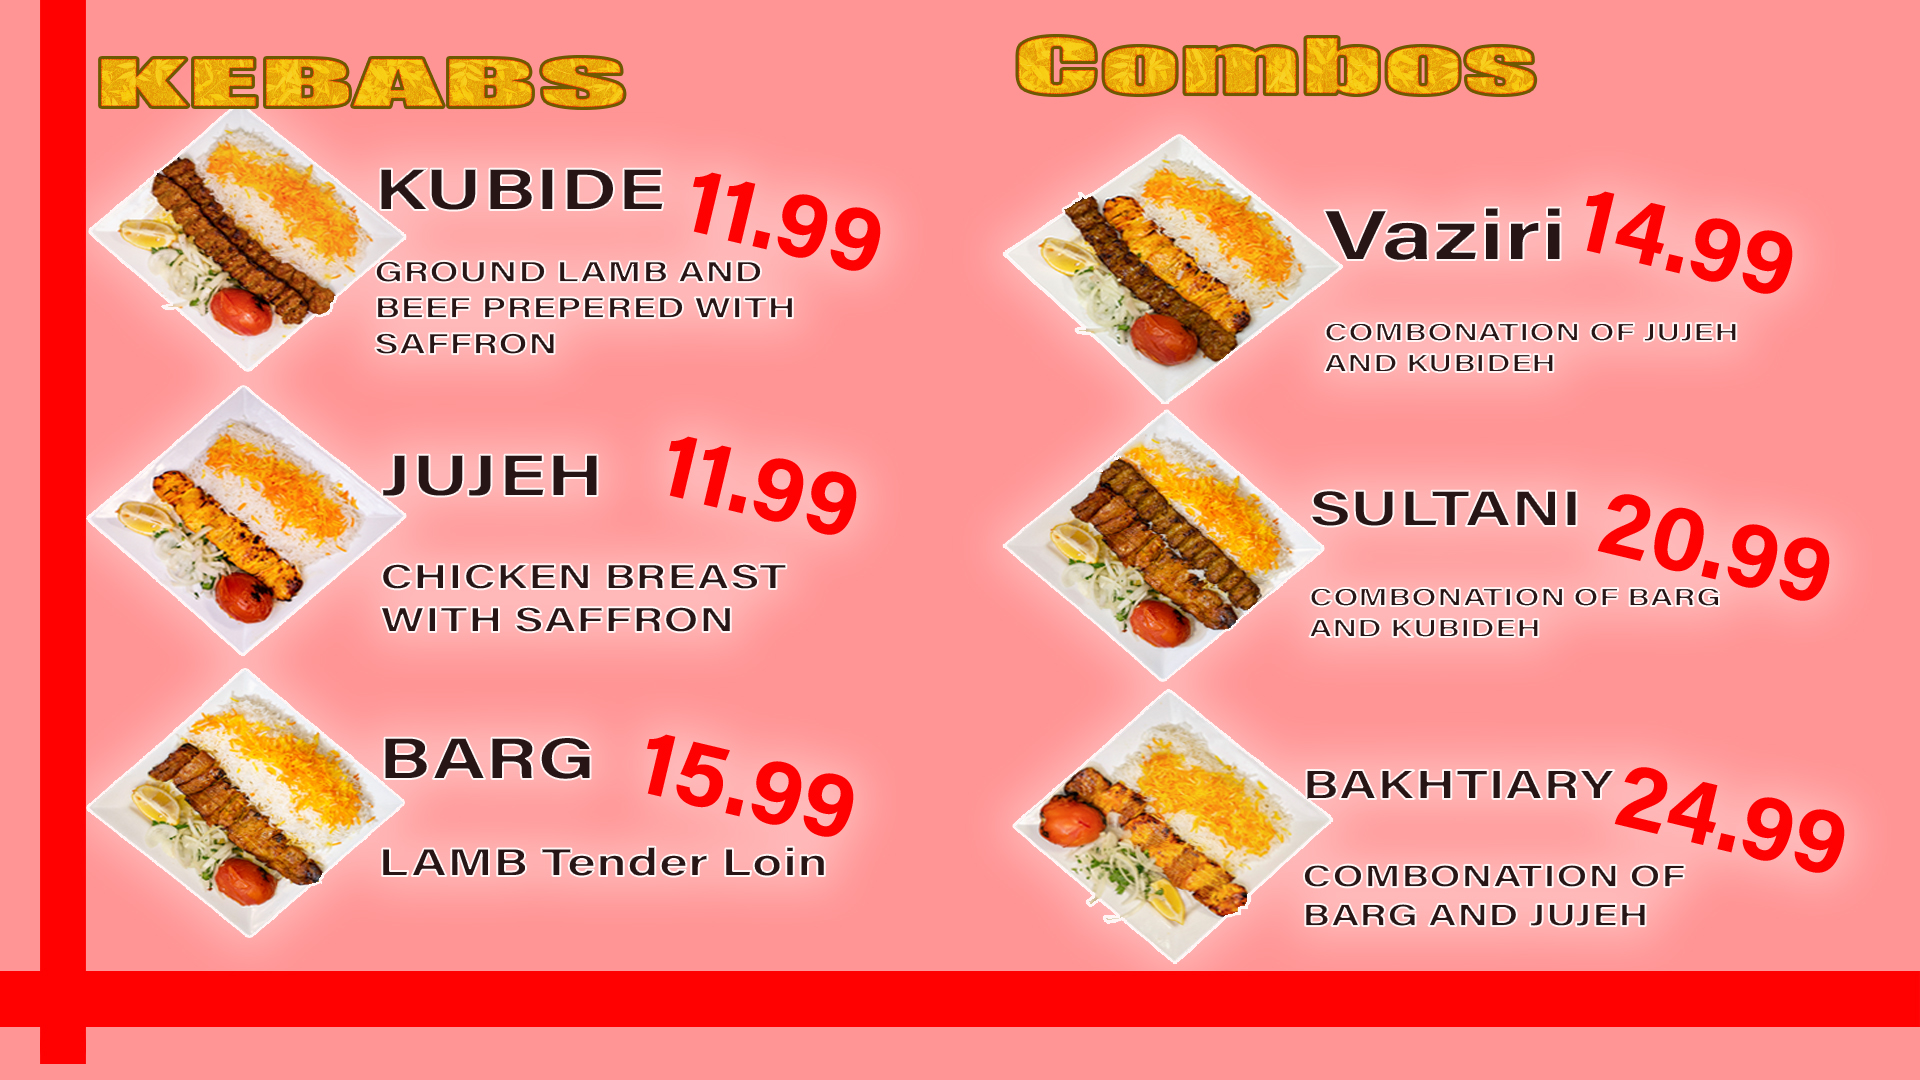 KEBABS
KUBIDE 11.99
GROUND LAMB AND
BEEF PREPERED WITH
SAFFRON
JUJEH 11.99
CHICKEN BREAST
WITH SAFFRON
BARG 15.99
LAMB Tender Loin
Combos
Vaziri 14.99
COMBONATION OF JUJEH
AND KUBIDEH
SULTANI 20.99
COMBONATION OF BARG
AND KUBIDEH
BAKHTIARY 24.99
COMBONATION OF
BARG AND JUJEH